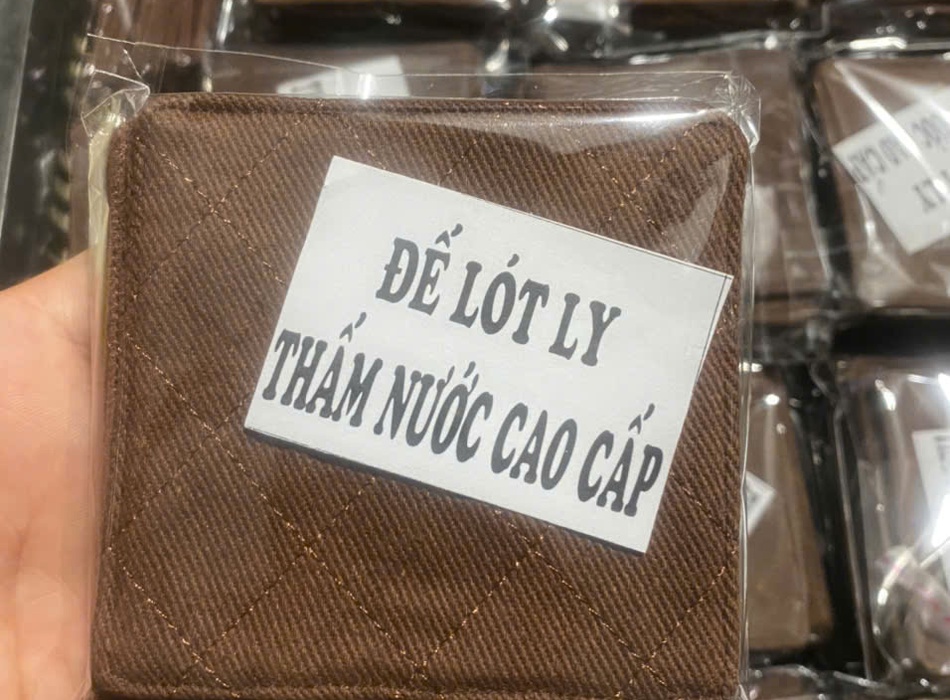 ĐẾ LÓT LY
THẤM NƯỚC CAO CẤP